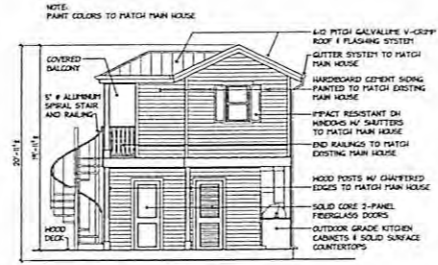 NOTE:
PAINT COLORS TO MATCH MAIN HOUSE
6:12 PITCH GALVALUME V-CRIMP
ROOF & FLASHING SYSTEM
COVERED
BALCONY
GUTTER SYSTEM TO MATCH
MAIN HOUSE
HARDBOARD CEMENT SIDING
PAINTED TO MATCH EXISTING
MAIN HOUSE
5' ALUMINUM
SPIRAL STAIR
AND RAILING
IMPACT RESISTANT DH
WINDOWS W/ SHUTTERS
TO MATCH MAIN HOUSE
END RAILINGS TO MATCH
EXISTING MAIN HOUSE
WOOD POSTS W/ CHAMFERED
EDGES TO MATCH MAIN HOUSE
SOLID CORE 2-PANEL
FIBERGLASS DOORS
WOOD
DECK
OUTDOOR GRADE KITCHEN
CABINETS & SOLID SURFACE
COUNTERTOPS